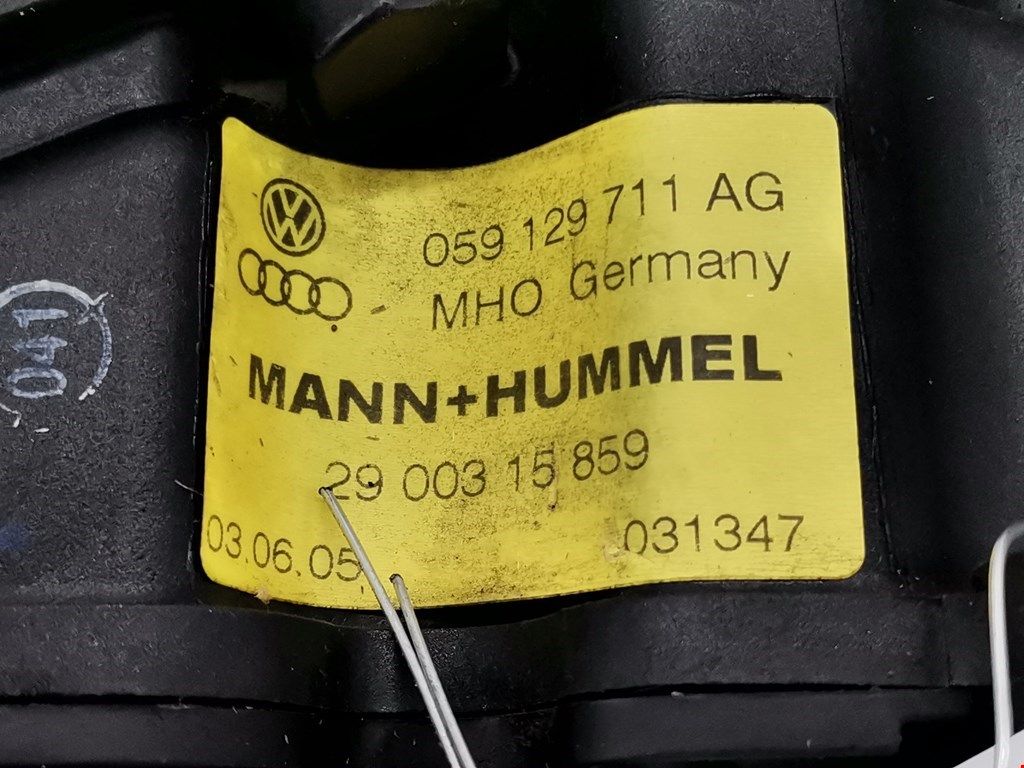 059 129 711 AG
MHO Germany
MANN+HUMMEL
29 003 15 859
03.06.05
031347
041